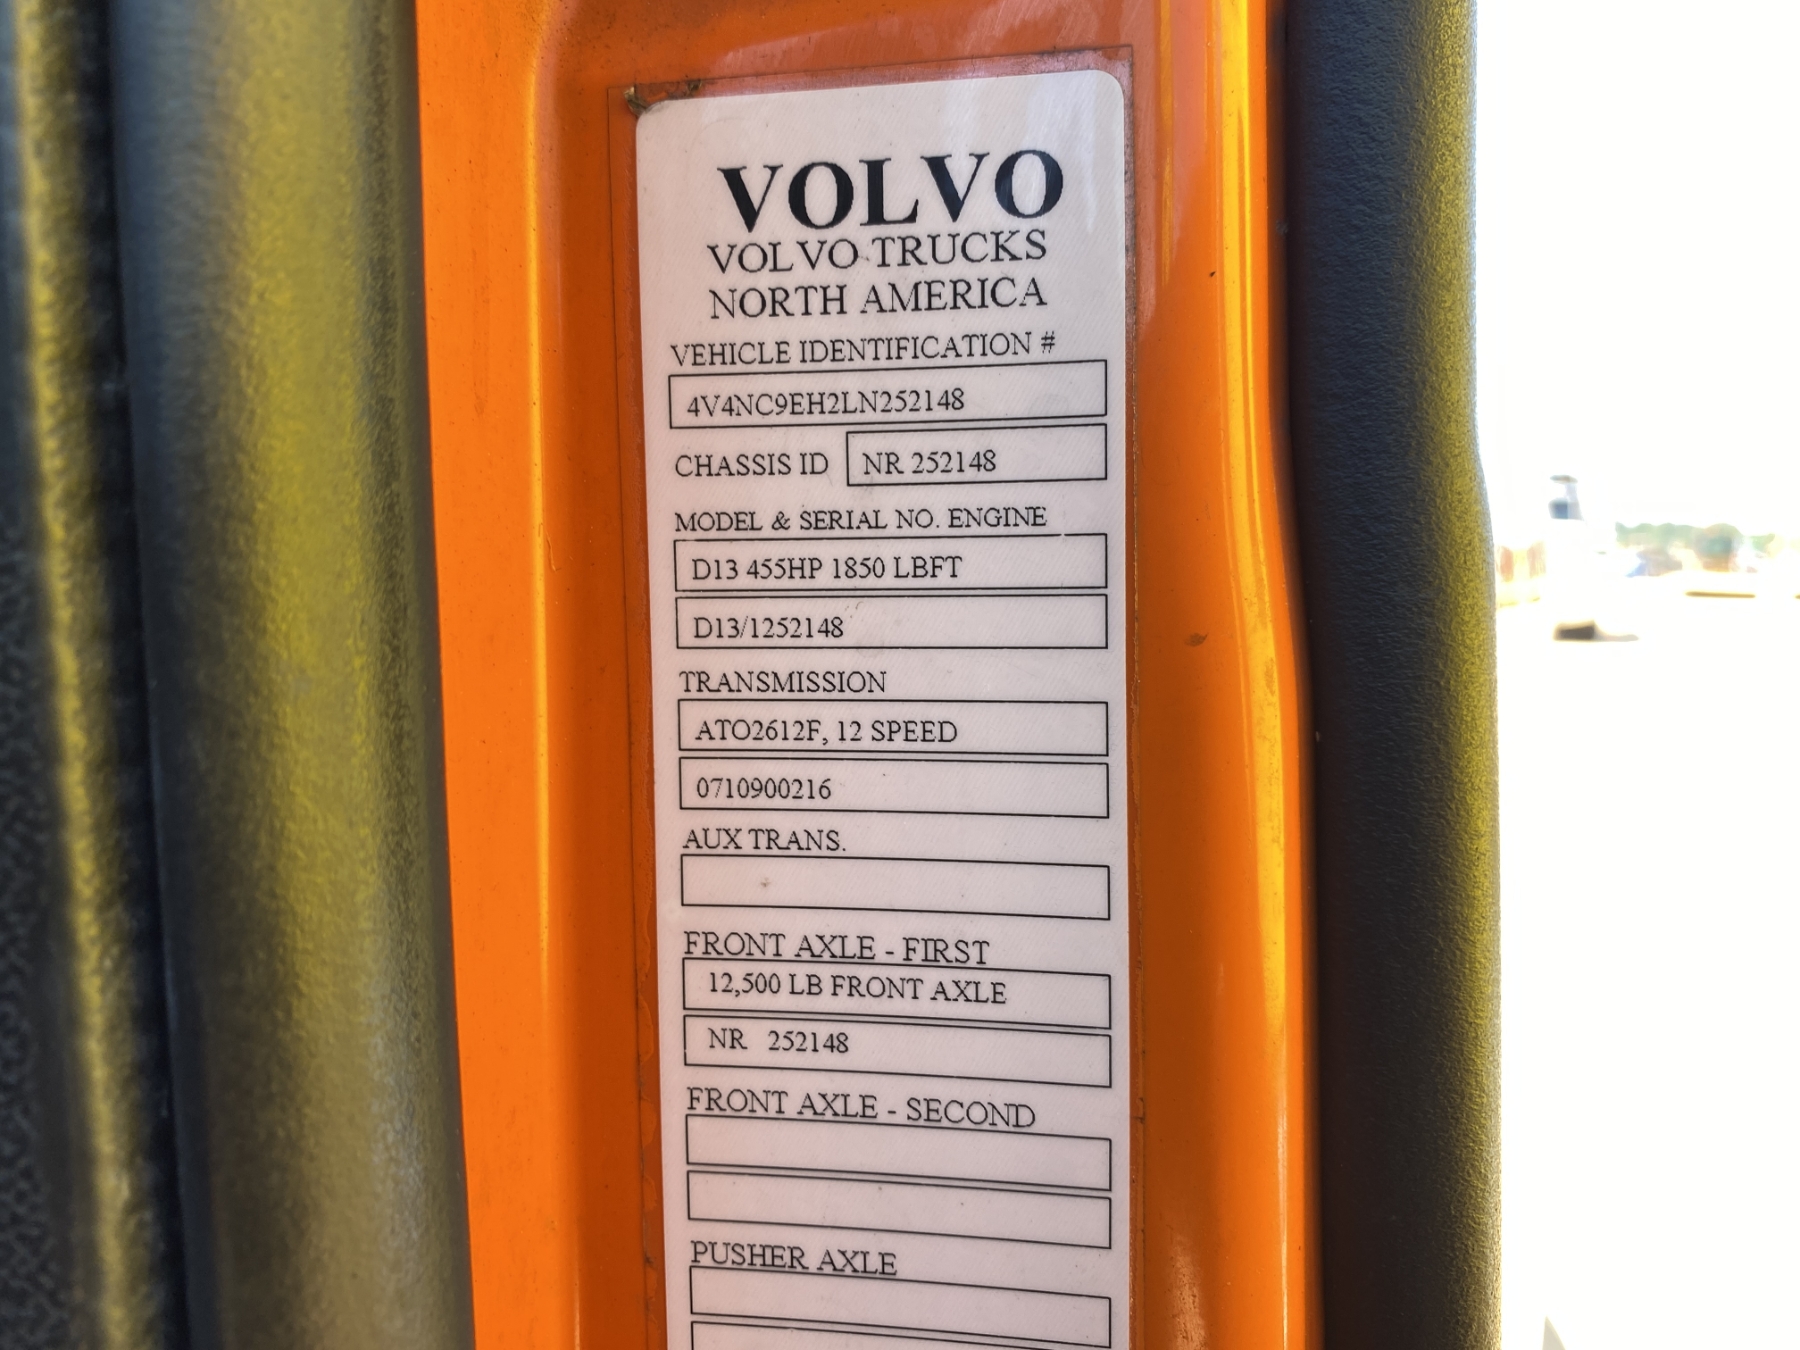 VOLVO
VOLVO TRUCKS
NORTH AMERICA
VEHICLE IDENTIFICATION #
4V4NC9EH2LN252148
CHASSIS ID NR 252148
MODEL & SERIAL NO. ENGINE
D13 455HP 1850 LBFT
D13/1252148
TRANSMISSION
ATO2612F, 12 SPEED
0710900216
AUX TRANS.
FRONT AXLE - FIRST
12,500 LB FRONT AXLE
NR 252148
FRONT AXLE - SECOND
PUSHER AXLE